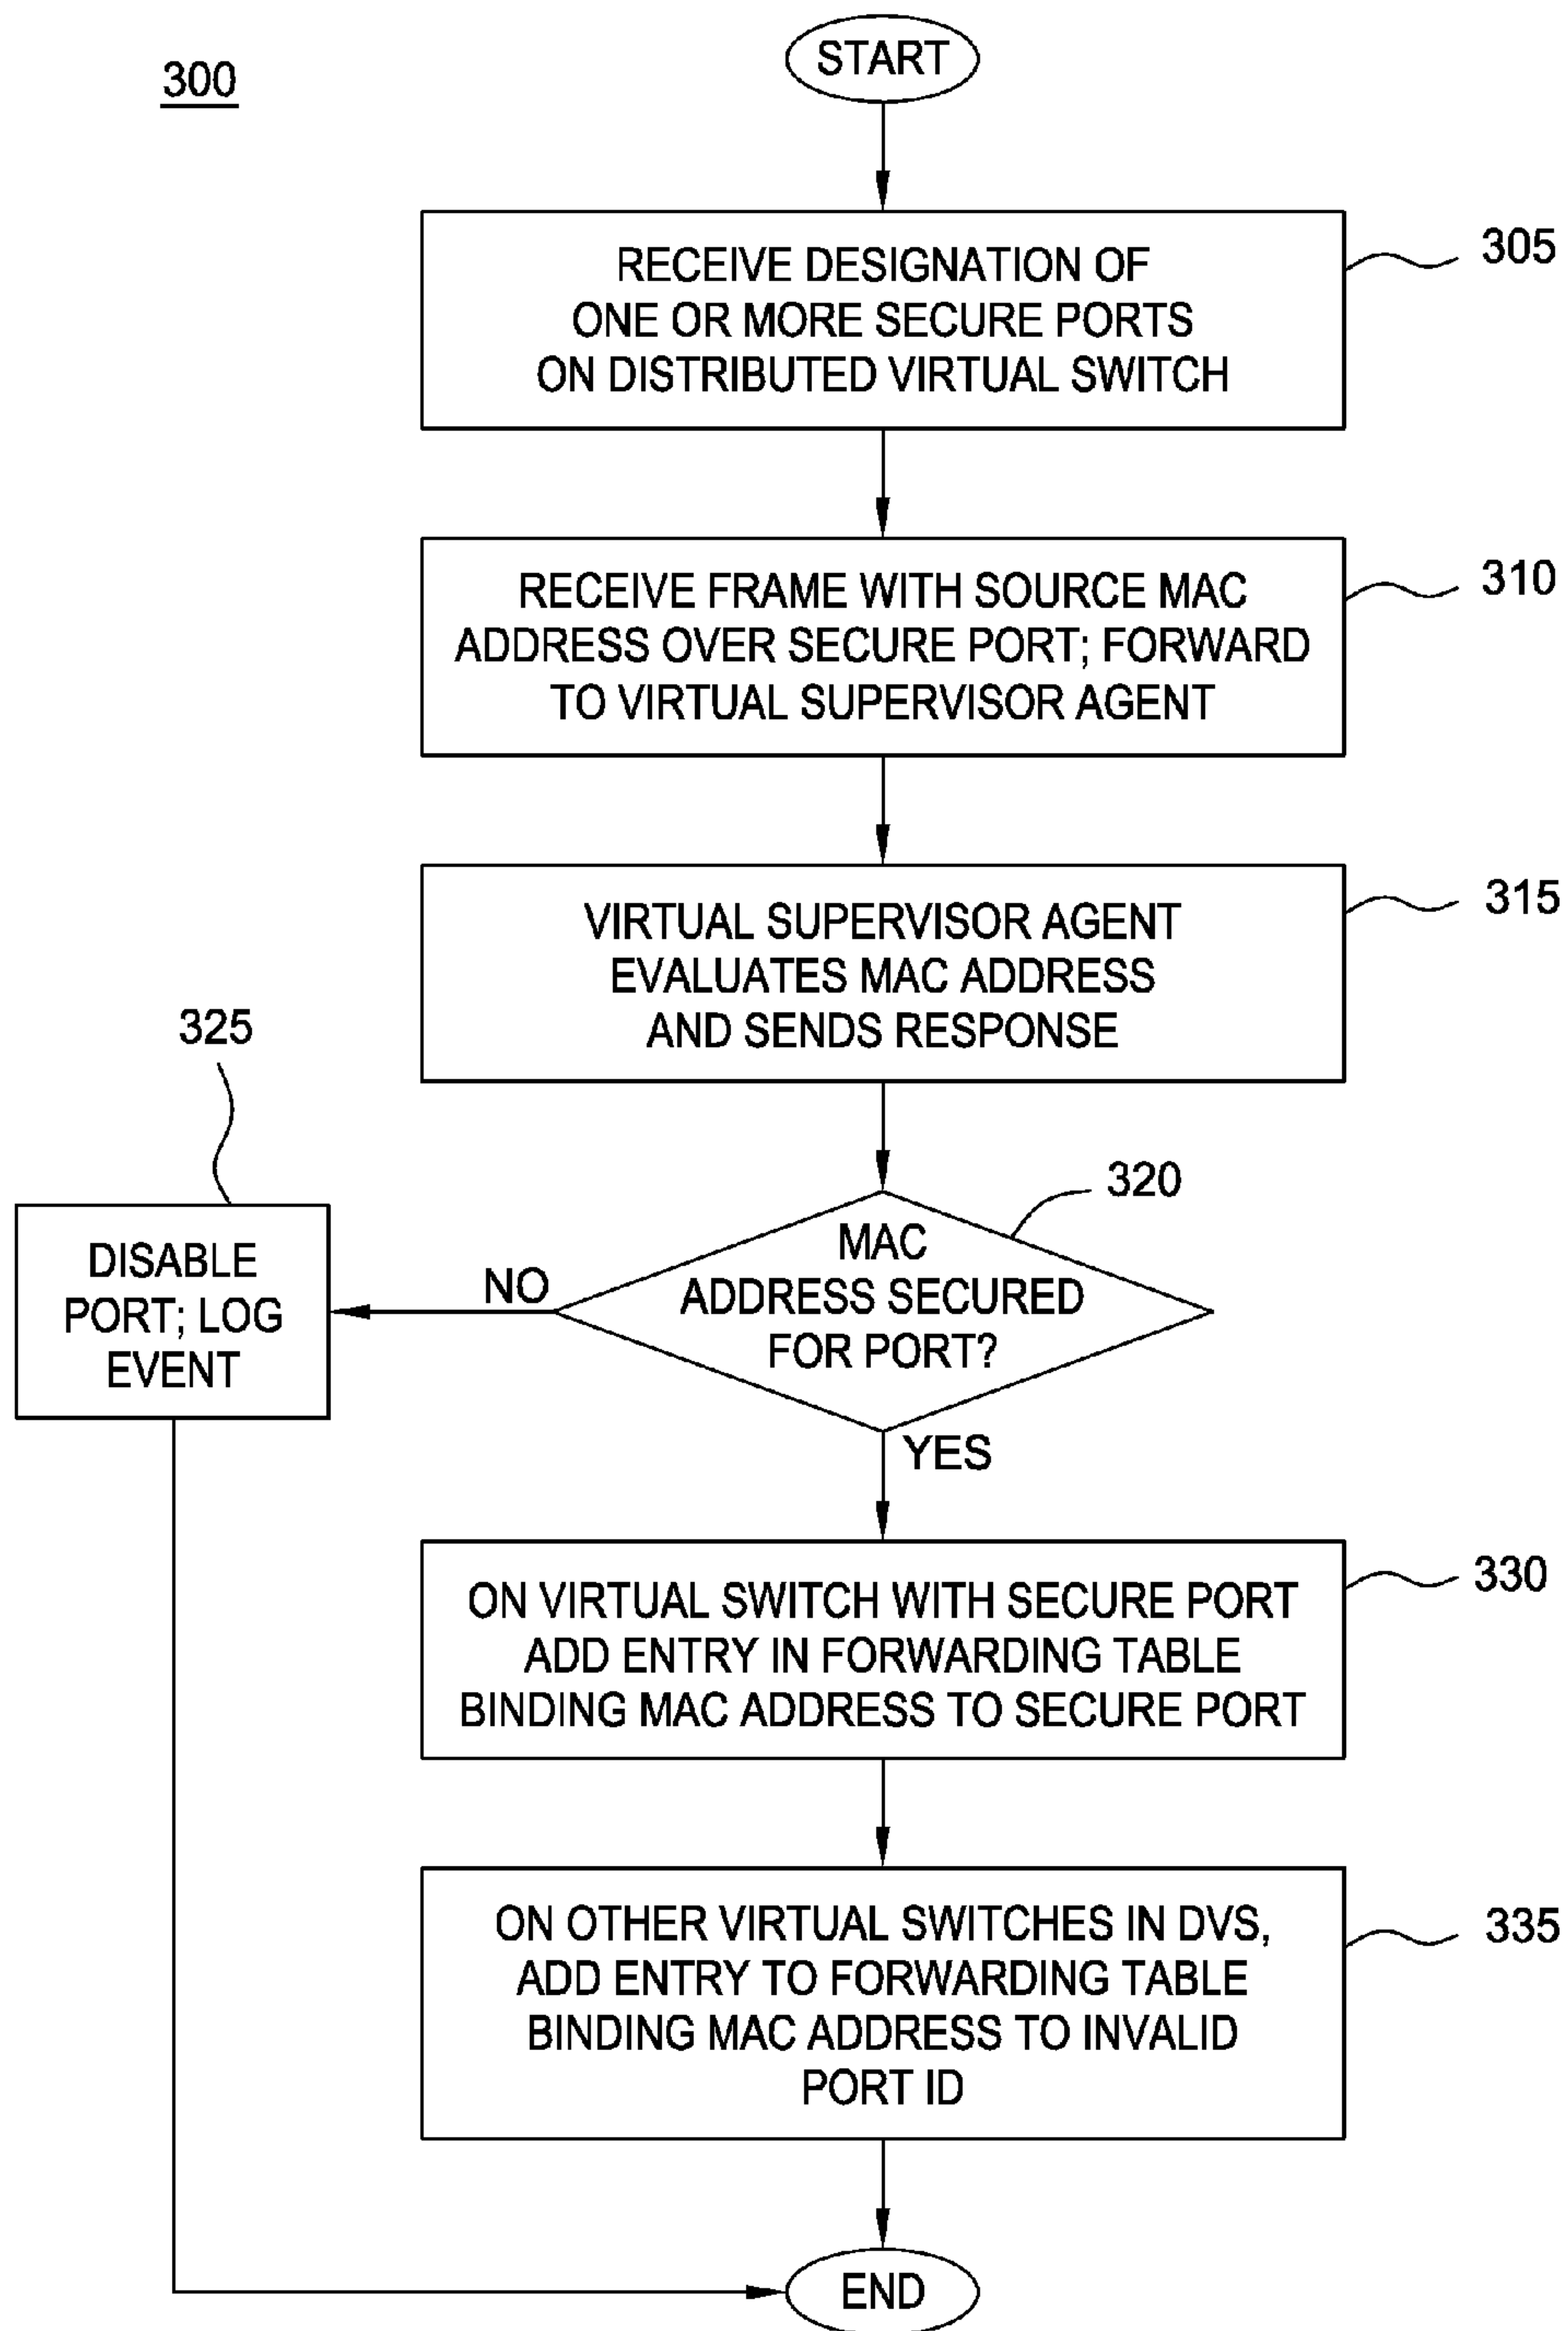 300
START
RECEIVE DESIGNATION OF
ONE OR MORE SECURE PORTS
ON DISTRIBUTED VIRTUAL SWITCH
305
RECEIVE FRAME WITH SOURCE MAC
ADDRESS OVER SECURE PORT; FORWARD
TO VIRTUAL SUPERVISOR AGENT
310
VIRTUAL SUPERVISOR AGENT
EVALUATES MAC ADDRESS
AND SENDS RESPONSE
315
MAC
ADDRESS SECURED
FOR PORT?
320
NO
325
DISABLE
PORT; LOG
EVENT
YES
ON VIRTUAL SWITCH WITH SECURE PORT
ADD ENTRY IN FORWARDING TABLE
BINDING MAC ADDRESS TO SECURE PORT
330
ON OTHER VIRTUAL SWITCHES IN DVS,
ADD ENTRY TO FORWARDING TABLE
BINDING MAC ADDRESS TO INVALID
PORT ID
335
END